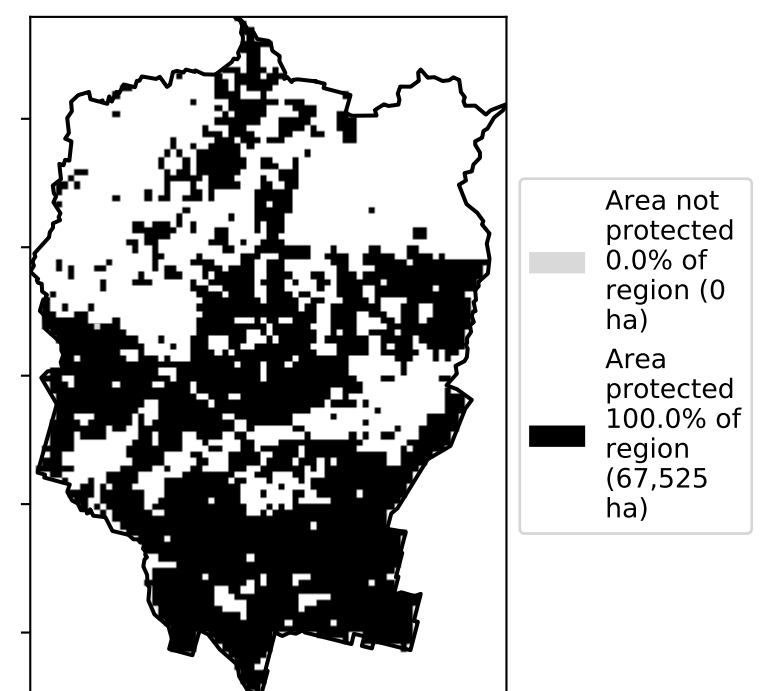 Area not
protected
0.0% of
region (0
ha)
Area
protected
100.0% of
region
(67,525
ha)